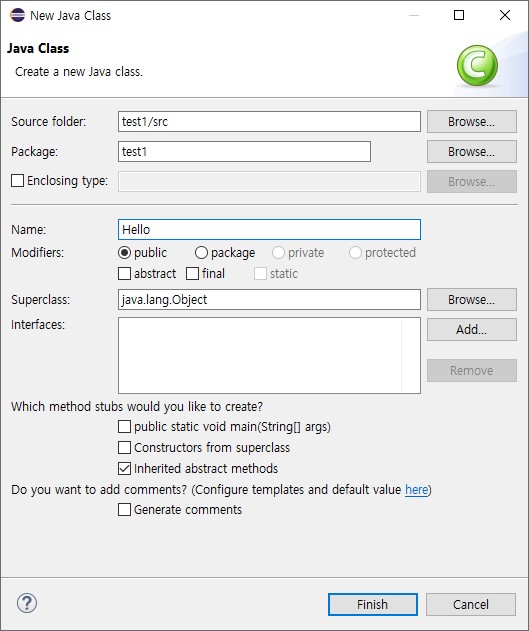 New Java Class
Java Class
Create a new Java class.
Source folder: test1/src Browse...
Package: test1 Browse...
Enclosing type: Browse...
Name: Hello
Modifiers: public package private protected
abstract final static
Superclass: java.lang.Object Browse...
Interfaces: Add...
Remove
Which method stubs would you like to create?
public static void main(String[] args)
Constructors from superclass
Inherited abstract methods
Do you want to add comments? (Configure templates and default value here)
Generate comments
? Finish Cancel